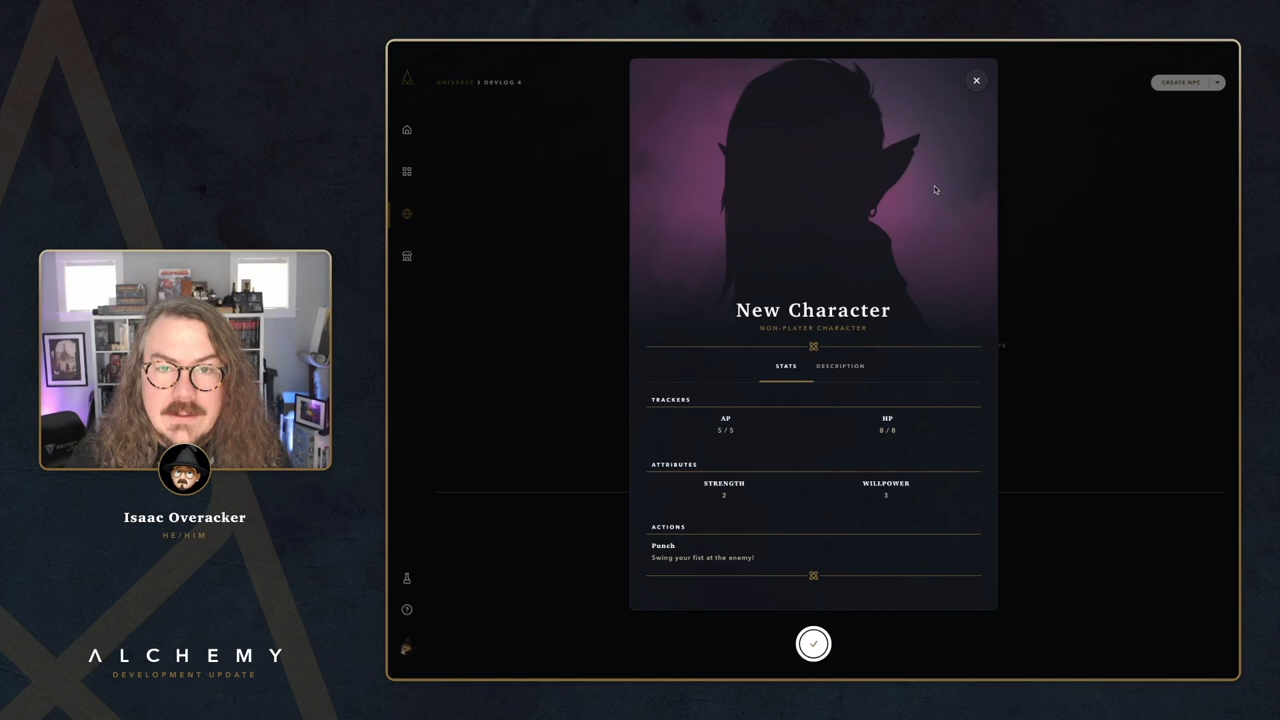 UNIVERSE > DEVLOG 4
CREATE NPC
New Character
NON-PLAYER CHARACTER
STATS
DESCRIPTION
TRACKERS
AP
HP
5 / 5
8 / 8
ATTRIBUTES
STRENGTH
WILLPOWER
2
3
ACTIONS
Punch
Swing your fist at the enemy!
Isaac Overacker
HE/HIM
ALCHEMY
DEVELOPMENT UPDATE